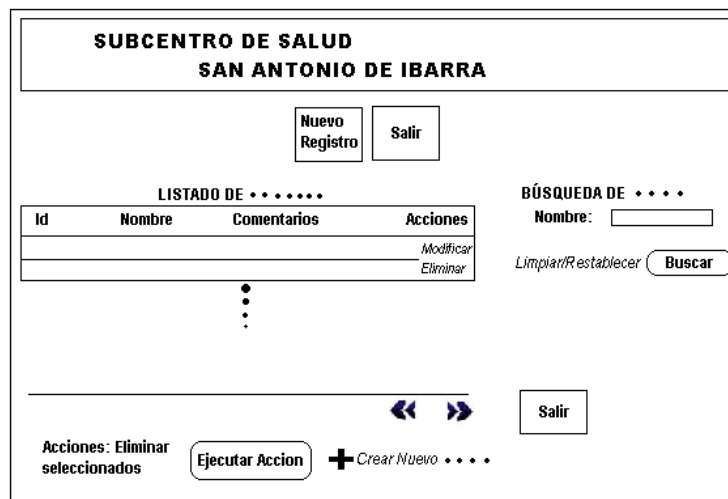 SUBCENTRO DE SALUD
SAN ANTONIO DE IBARRA
Nuevo
Registro
Salir
LISTADO DE • • • • • • •
BÚSQUEDA DE • • • •
Id Nombre Comentarios Acciones
Nombre:
Modificar
Eliminar
Limpiar/Restablecer Buscar
Salir
Acciones: Eliminar
seleccionados
Ejecutar Accion
Crear Nuevo • • • •